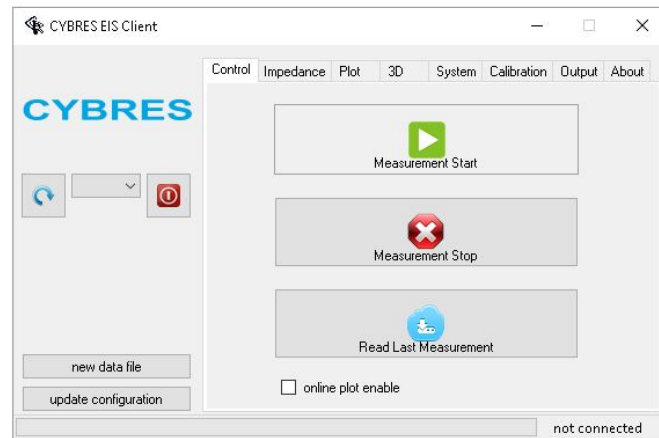 CYBRES EIS Client
Control Impedance Plot 3D System Calibration Output About
CYBRES
Measurement Start
Measurement Stop
Read Last Measurement
new data file
online plot enable
update configuration
not connected